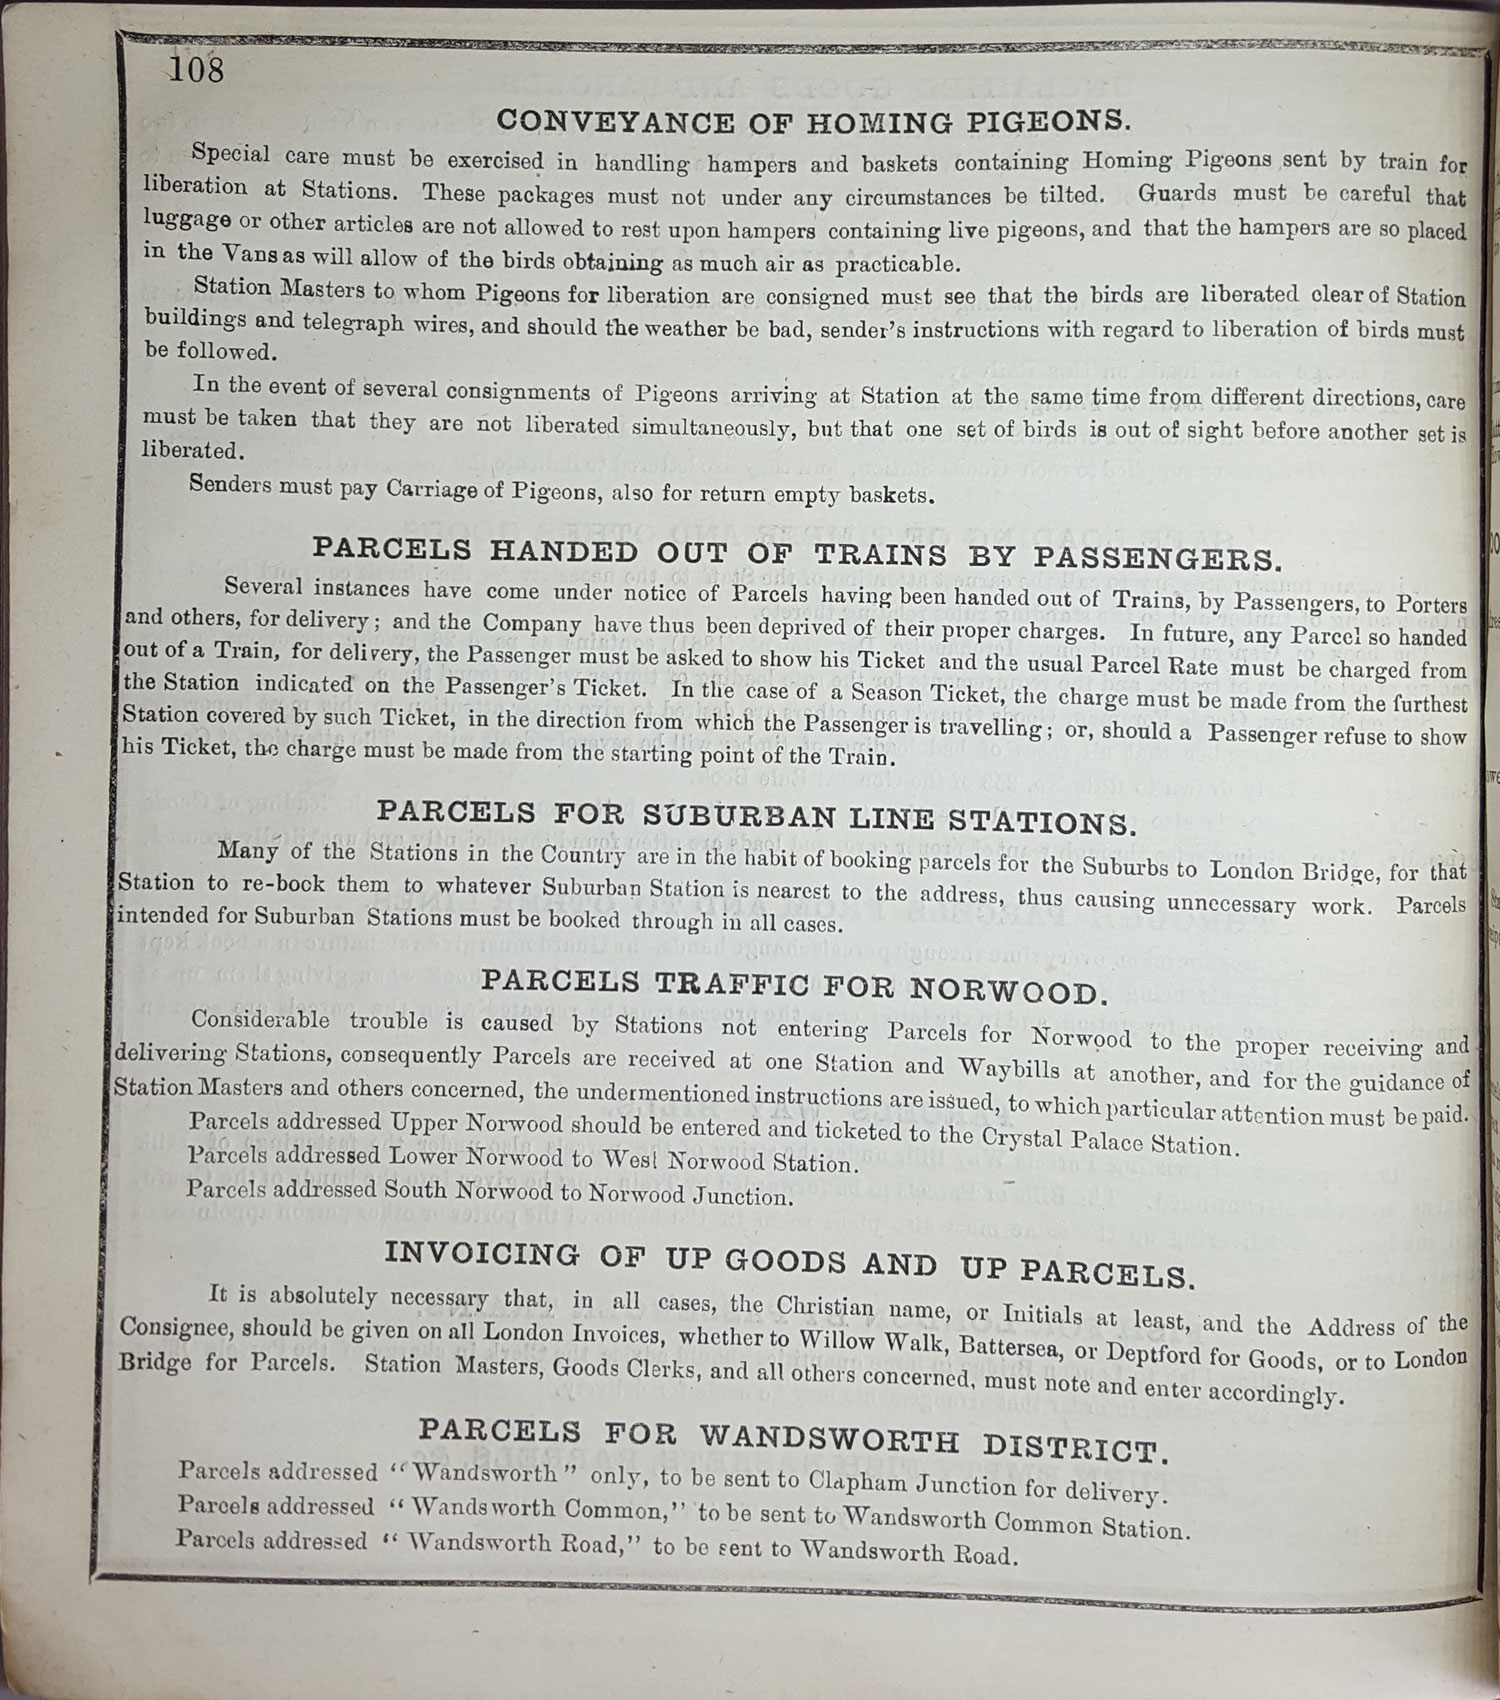 108
CONVEYANCE OF HOMING PIGEONS.
Special care must be exercised in handling hampers and baskets containing Homing Pigeons sent by train for
liberation at Stations. These packages must not under any circumstances be tilted. Guards must be careful that
luggage or other articles are not allowed to rest upon hampers containing live pigeons, and that the hampers are so placed
in the Vans as will allow of the birds obtaining as much air as practicable.
Station Masters to whom Pigeons for liberation are consigned must see that the birds are liberated clear of Station
buildings and telegraph wires, and should the weather be bad, sender's instructions with regard to liberation of birds must
be followed.
In the event of several consignments of Pigeons arriving at Station at the same time from different directions, care
must be taken that they are not liberated simultaneously, but that one set of birds is out of sight before another set is
liberated.
Senders must pay Carriage of Pigeons, also for return empty baskets.
PARCELS HANDED OUT OF TRAINS BY PASSENGERS.
Several instances have come under notice of Parcels having been handed out of Trains, by Passengers, to Porters
and others, for delivery; and the Company have thus been deprived of their proper charges. In future, any Parcel so handed
out of a Train, for delivery, the Passenger must be asked to show his Ticket and the usual Parcel Rate must be charged from
the Station indicated on the Passenger's Ticket. In the case of a Season Ticket, the charge must be made from the furthest
Station covered by such Ticket, in the direction from which the Passenger is travelling; or, should a Passenger refuse to show
his Ticket, the charge must be made from the starting point of the Train.
PARCELS FOR SUBURBAN LINE STATIONS.
Many of the Stations in the Country are in the habit of booking parcels for the Suburbs to London Bridge, for that
Station to re-book them to whatever Suburban Station is nearest to the address, thus causing unnecessary work. Parcels
intended for Suburban Stations must be booked through in all cases.
PARCELS TRAFFIC FOR NORWOOD.
Considerable trouble is caused by Stations not entering Parcels for Norwood to the proper receiving and
delivering Stations, consequently Parcels are received at one Station and Waybills at another, and for the guidance of
Station Masters and others concerned, the undermentioned instructions are issued, to which particular attention must be paid.
Parcels addressed Upper Norwood should be entered and ticketed to the Crystal Palace Station.
Parcels addressed Lower Norwood to West Norwood Station.
Parcels addressed South Norwood to Norwood Junction.
INVOICING OF UP GOODS AND UP PARCELS.
It is absolutely necessary that, in all cases, the Christian name, or Initials at least, and the Address of the
Consignee, should be given on all London Invoices, whether to Willow Walk, Battersea, or Deptford for Goods, or to London
Bridge for Parcels. Station Masters, Goods Clerks, and all others concerned, must note and enter accordingly.
PARCELS FOR WANDSWORTH DISTRICT.
Parcels addressed "Wandsworth" only, to be sent to Clapham Junction for delivery.
Parcels addressed "Wandsworth Common," to be sent to Wandsworth Common Station.
Parcels addressed "Wandsworth Road," to be sent to Wandsworth Road.